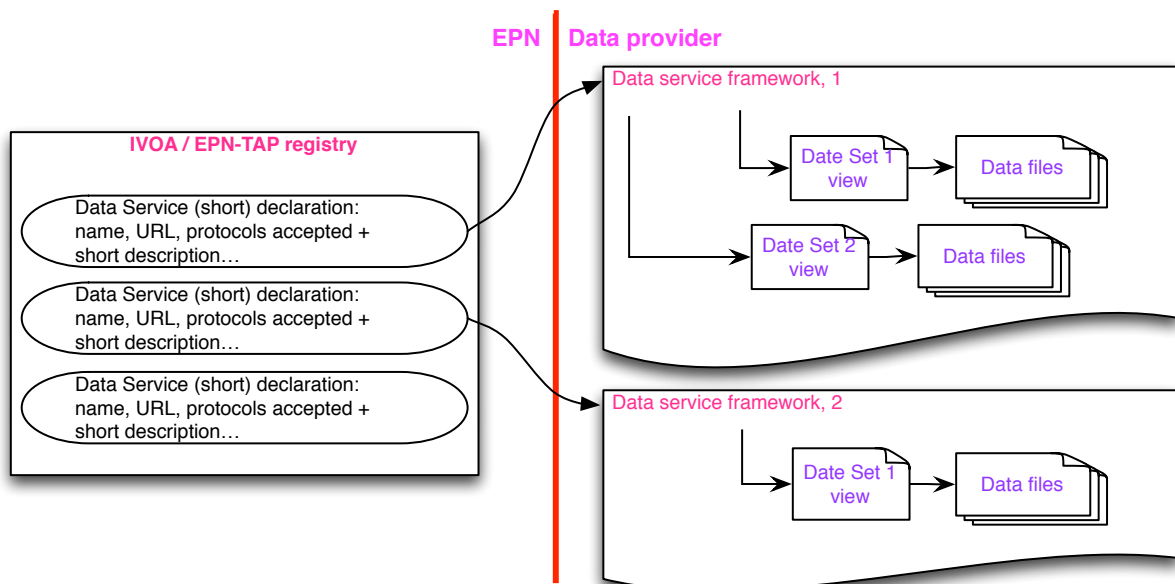 EPN
Data provider
IVOA / EPN-TAP registry
Data Service (short) declaration:
name, URL, protocols accepted +
short description…
Data Service (short) declaration:
name, URL, protocols accepted +
short description…
Data Service (short) declaration:
name, URL, protocols accepted +
short description…
Data service framework, 1
Date Set 1
view
Data files
Date Set 2
view
Data files
Data service framework, 2
Date Set 1
view
Data files